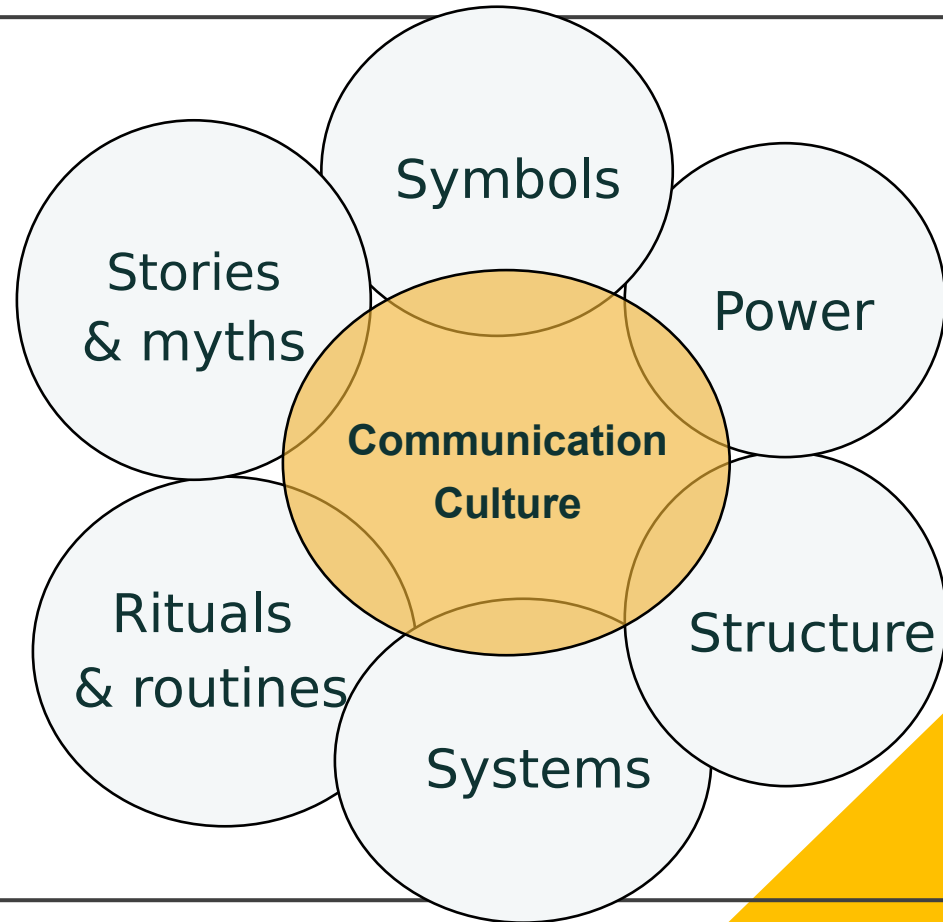 Symbols
Stories
& myths
Power
Communication
Culture
Rituals
& routines
Structure
Systems